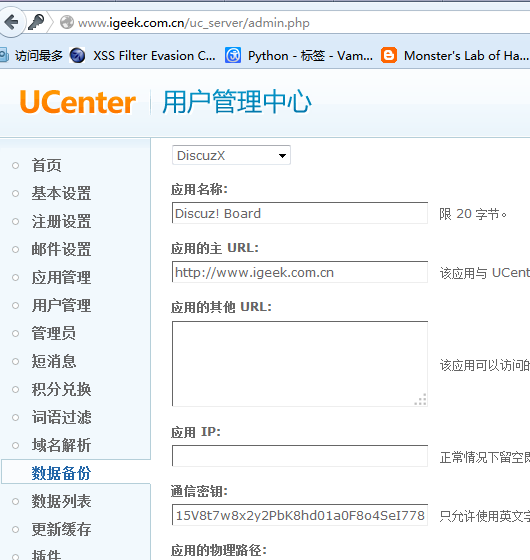 www.igeek.com.cn/uc_server/admin.php
访问最多 XSS Filter Evasion C... Python - 标签 - Vam... Monster's Lab of Ha
UCenter 用户管理中心
首页
基本设置
注册设置
邮件设置
应用管理
用户管理
管理员
短消息
积分兑换
词语过滤
域名解析
数据备份
数据列表
更新缓存
插件
DiscuzX
应用名称:
Discuz! Board 限 20 字节。
应用的主 URL:
http://www.igeek.com.cn 该应用与 UCent
应用的其他 URL:
该应用可以访问的
应用 IP:
正常情况下留空即
通信密钥:
15V8t7w8x2y2PbK8hd01a0F8o4SeI778 只允许使用英文字
应用的物理路径: